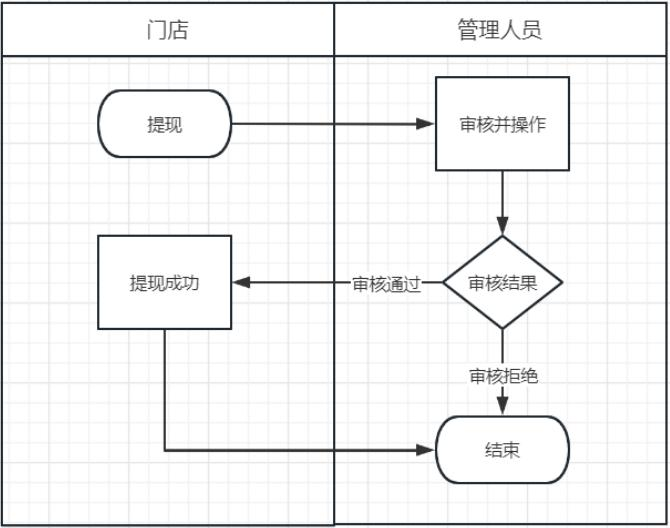 门店
管理人员
提现
审核并操作
提现成功
审核通过
审核结果
审核拒绝
结束